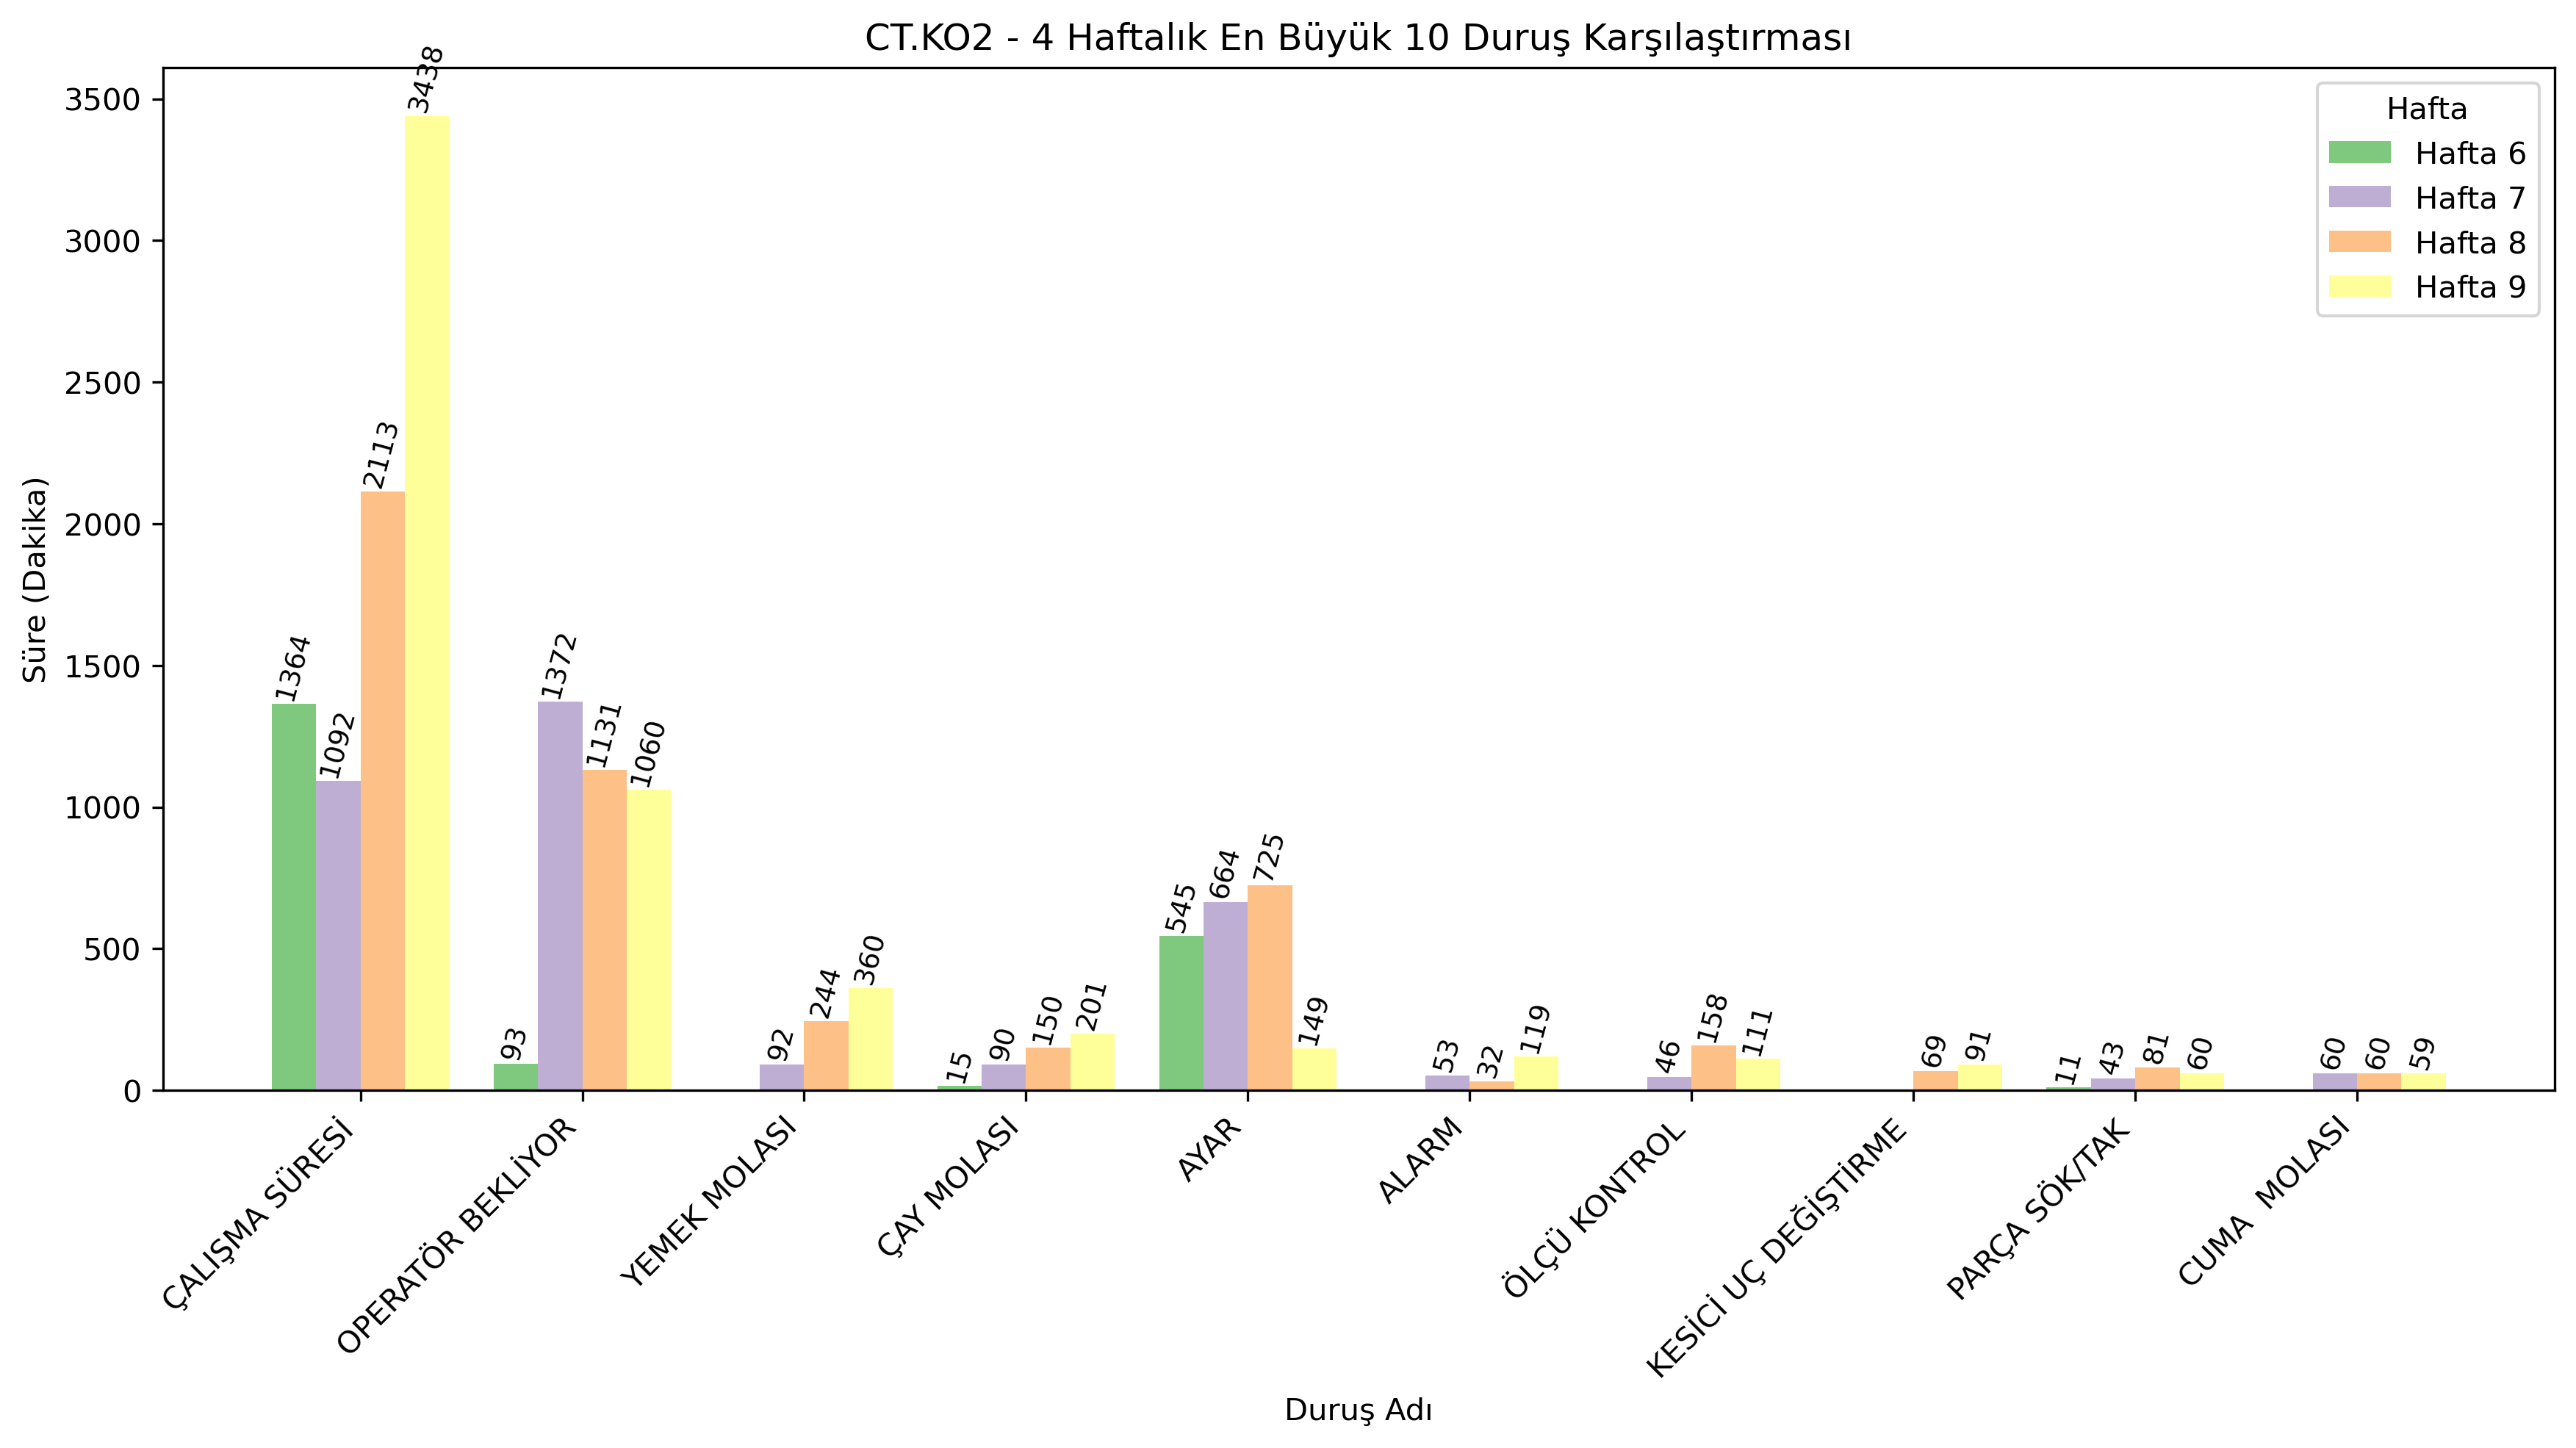 CT.KO2 - 4 Haftalık En Büyük 10 Duruş Karşılaştırması
Hafta
Hafta 6
Hafta 7
Hafta 8
Hafta 9
Süre (Dakika)
3500
3000
2500
2000
1500
1000
500
0
1364
1092
2113
3438
93
1372
1131
1060
92
244
360
15
90
150
201
545
664
725
149
53
32
119
46
158
111
69
91
11
43
81
60
60
60
59
ÇALIŞMA SÜRESİ
OPERATÖR BEKLİYOR
YEMEK MOLASI
ÇAY MOLASI
AYAR
ALARM
ÖLÇÜ KONTROL
KESİCİ UÇ DEĞİŞTİRME
PARÇA SÖK/TAK
CUMA  MOLASI
Duruş Adı